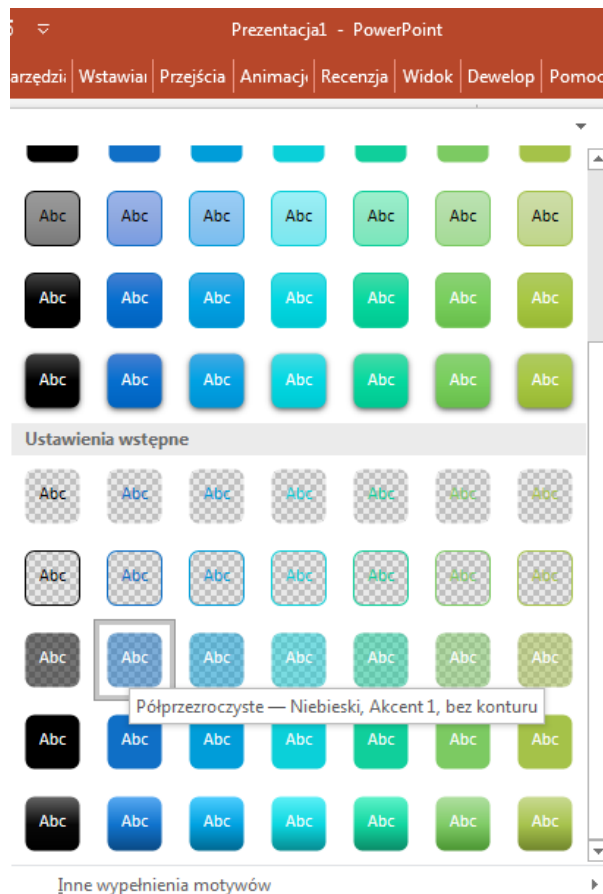 Prezentacja1 - PowerPoint
Wstawiaı Przejścia Animacjı Recenzja Widok Dewelop Pomoc
Abc Abc Abc Abc Abc Abc Abc
Abc Abc Abc Abc Abc Abc Abc
Abc Abc Abc Abc Abc Abc Abc
Ustawienia wstępne
Abc Abc Abc Abc Abc Abc Abc
Abc Abc Abc Abc Abc Abc Abc
Abc Abc Abc Abc Abc Abc Abc
Półprzezroczyste — Niebieski, Akcent 1, bez konturu
Abc Abc Abc Abc Abc Abc Abc
Abc Abc Abc Abc Abc Abc Abc
Inne wypełnienia motywów